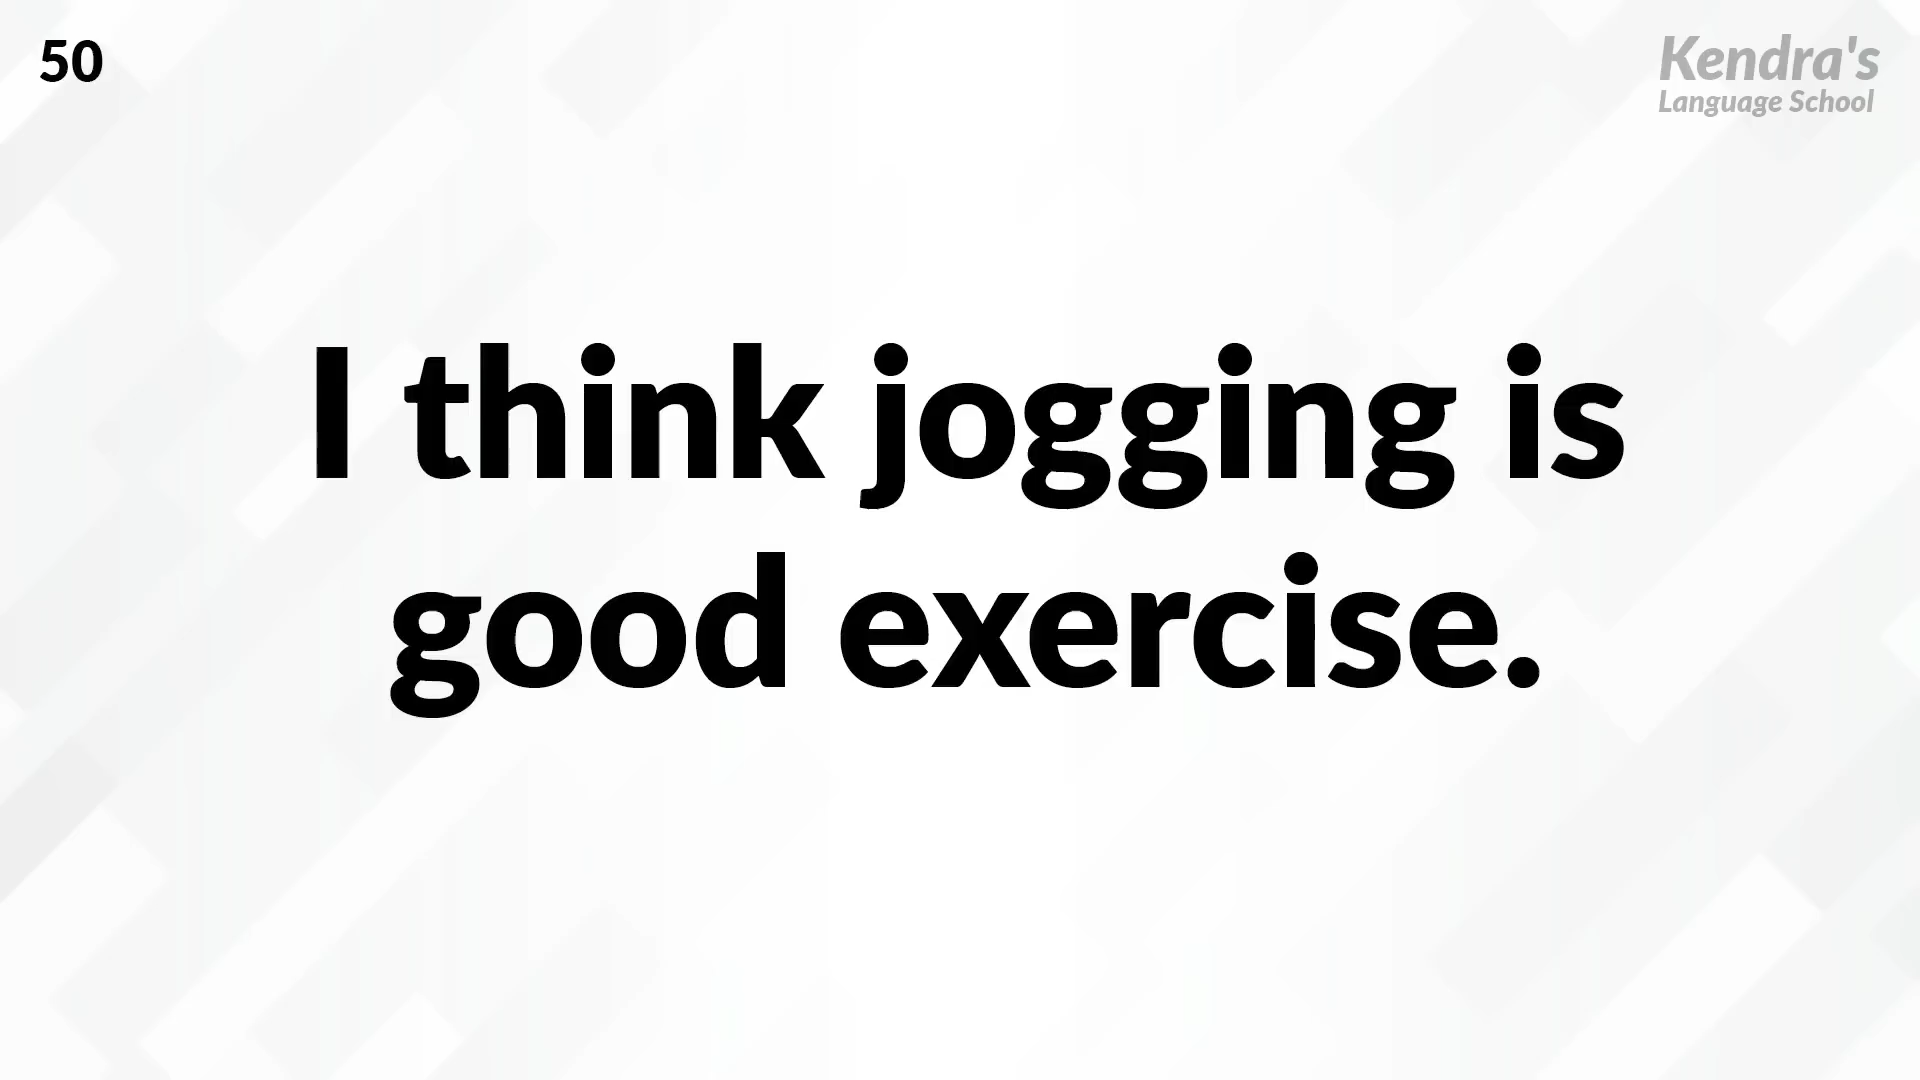 50
Kendra's
Language School
I think jogging is
good exercise.